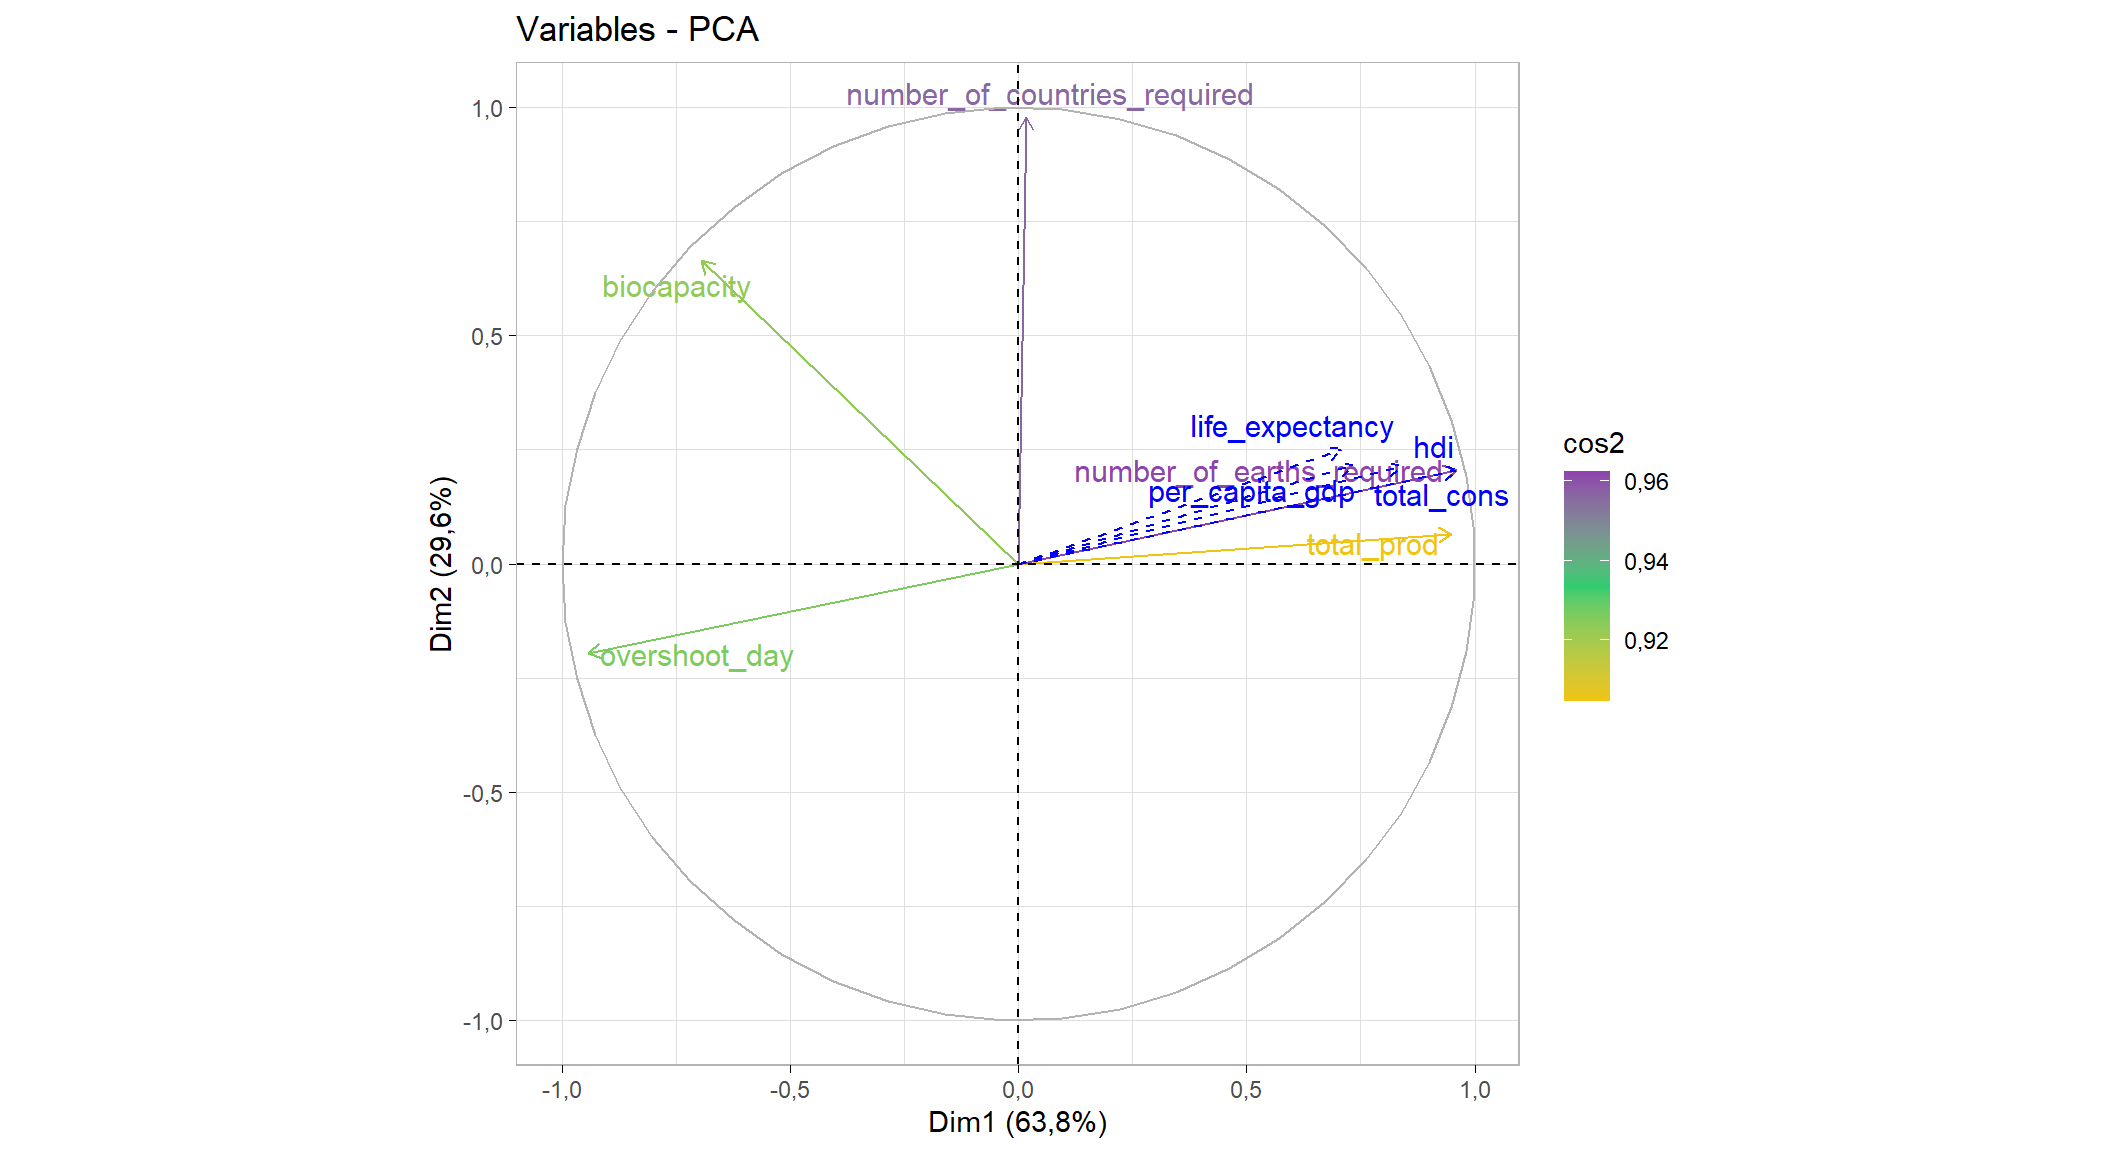 Variables - PCA
number_of_countries_required
1,0
biocapacity
0,5
life_expectancy
hdi
number_of_earths_required
per_capita_gdp
total_cons
total_prod
0,0
overshoot_day
-0,5
-1,0
Dim2 (29,6%)
-1,0
-0,5
0,0
0,5
1,0
Dim1 (63,8%)
cos2
0,96
0,94
0,92